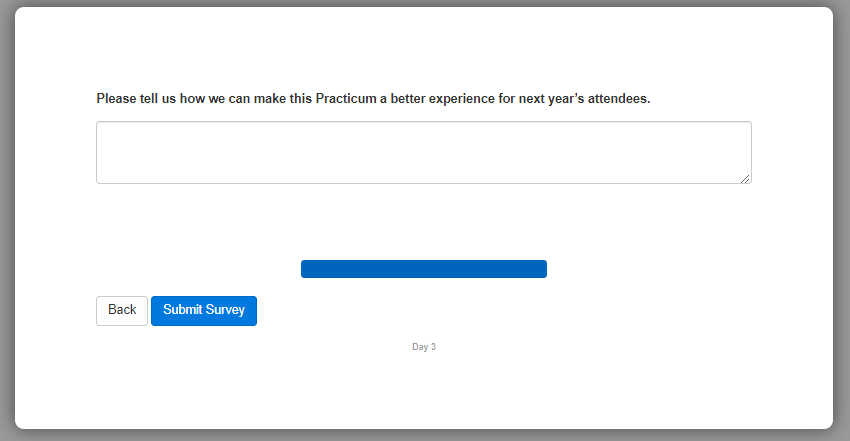 Please tell us how we can make this Practicum a better experience for next year’s attendees.
Back Submit Survey
Day 3